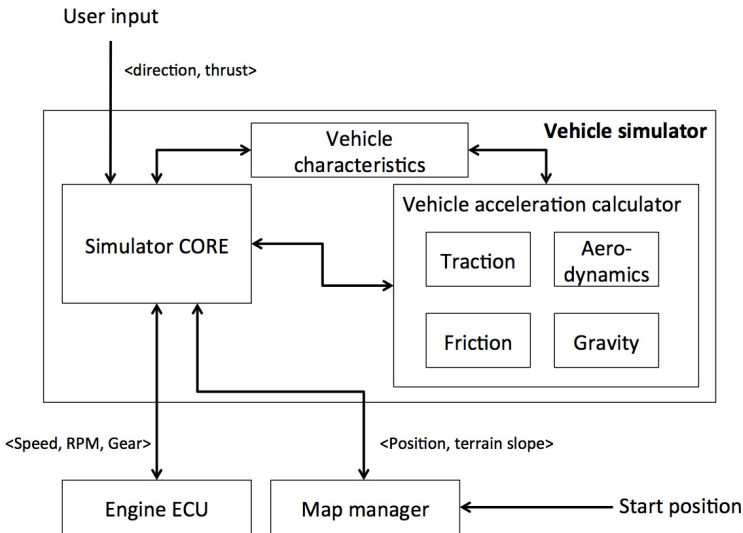 User input
<direction, thrust>
Vehicle simulator
Vehicle
characteristics
Vehicle acceleration calculator
Simulator CORE
Traction
Aero-
dynamics
Friction
Gravity
<Speed, RPM, Gear>
<Position, terrain slope>
Engine ECU
Map manager
Start position